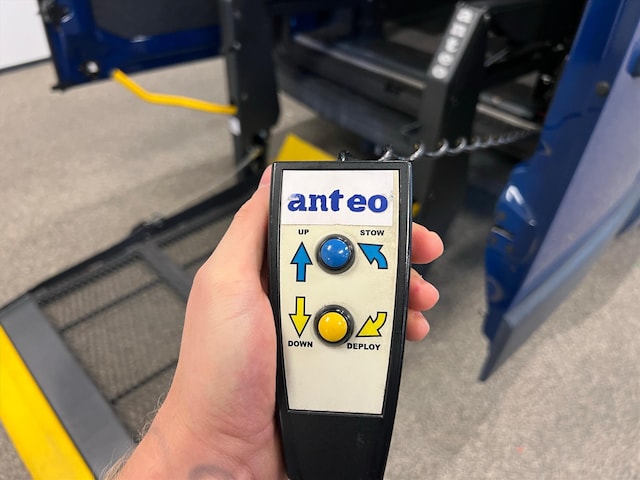 anteo
UP STOW
DOWN DEPLOY